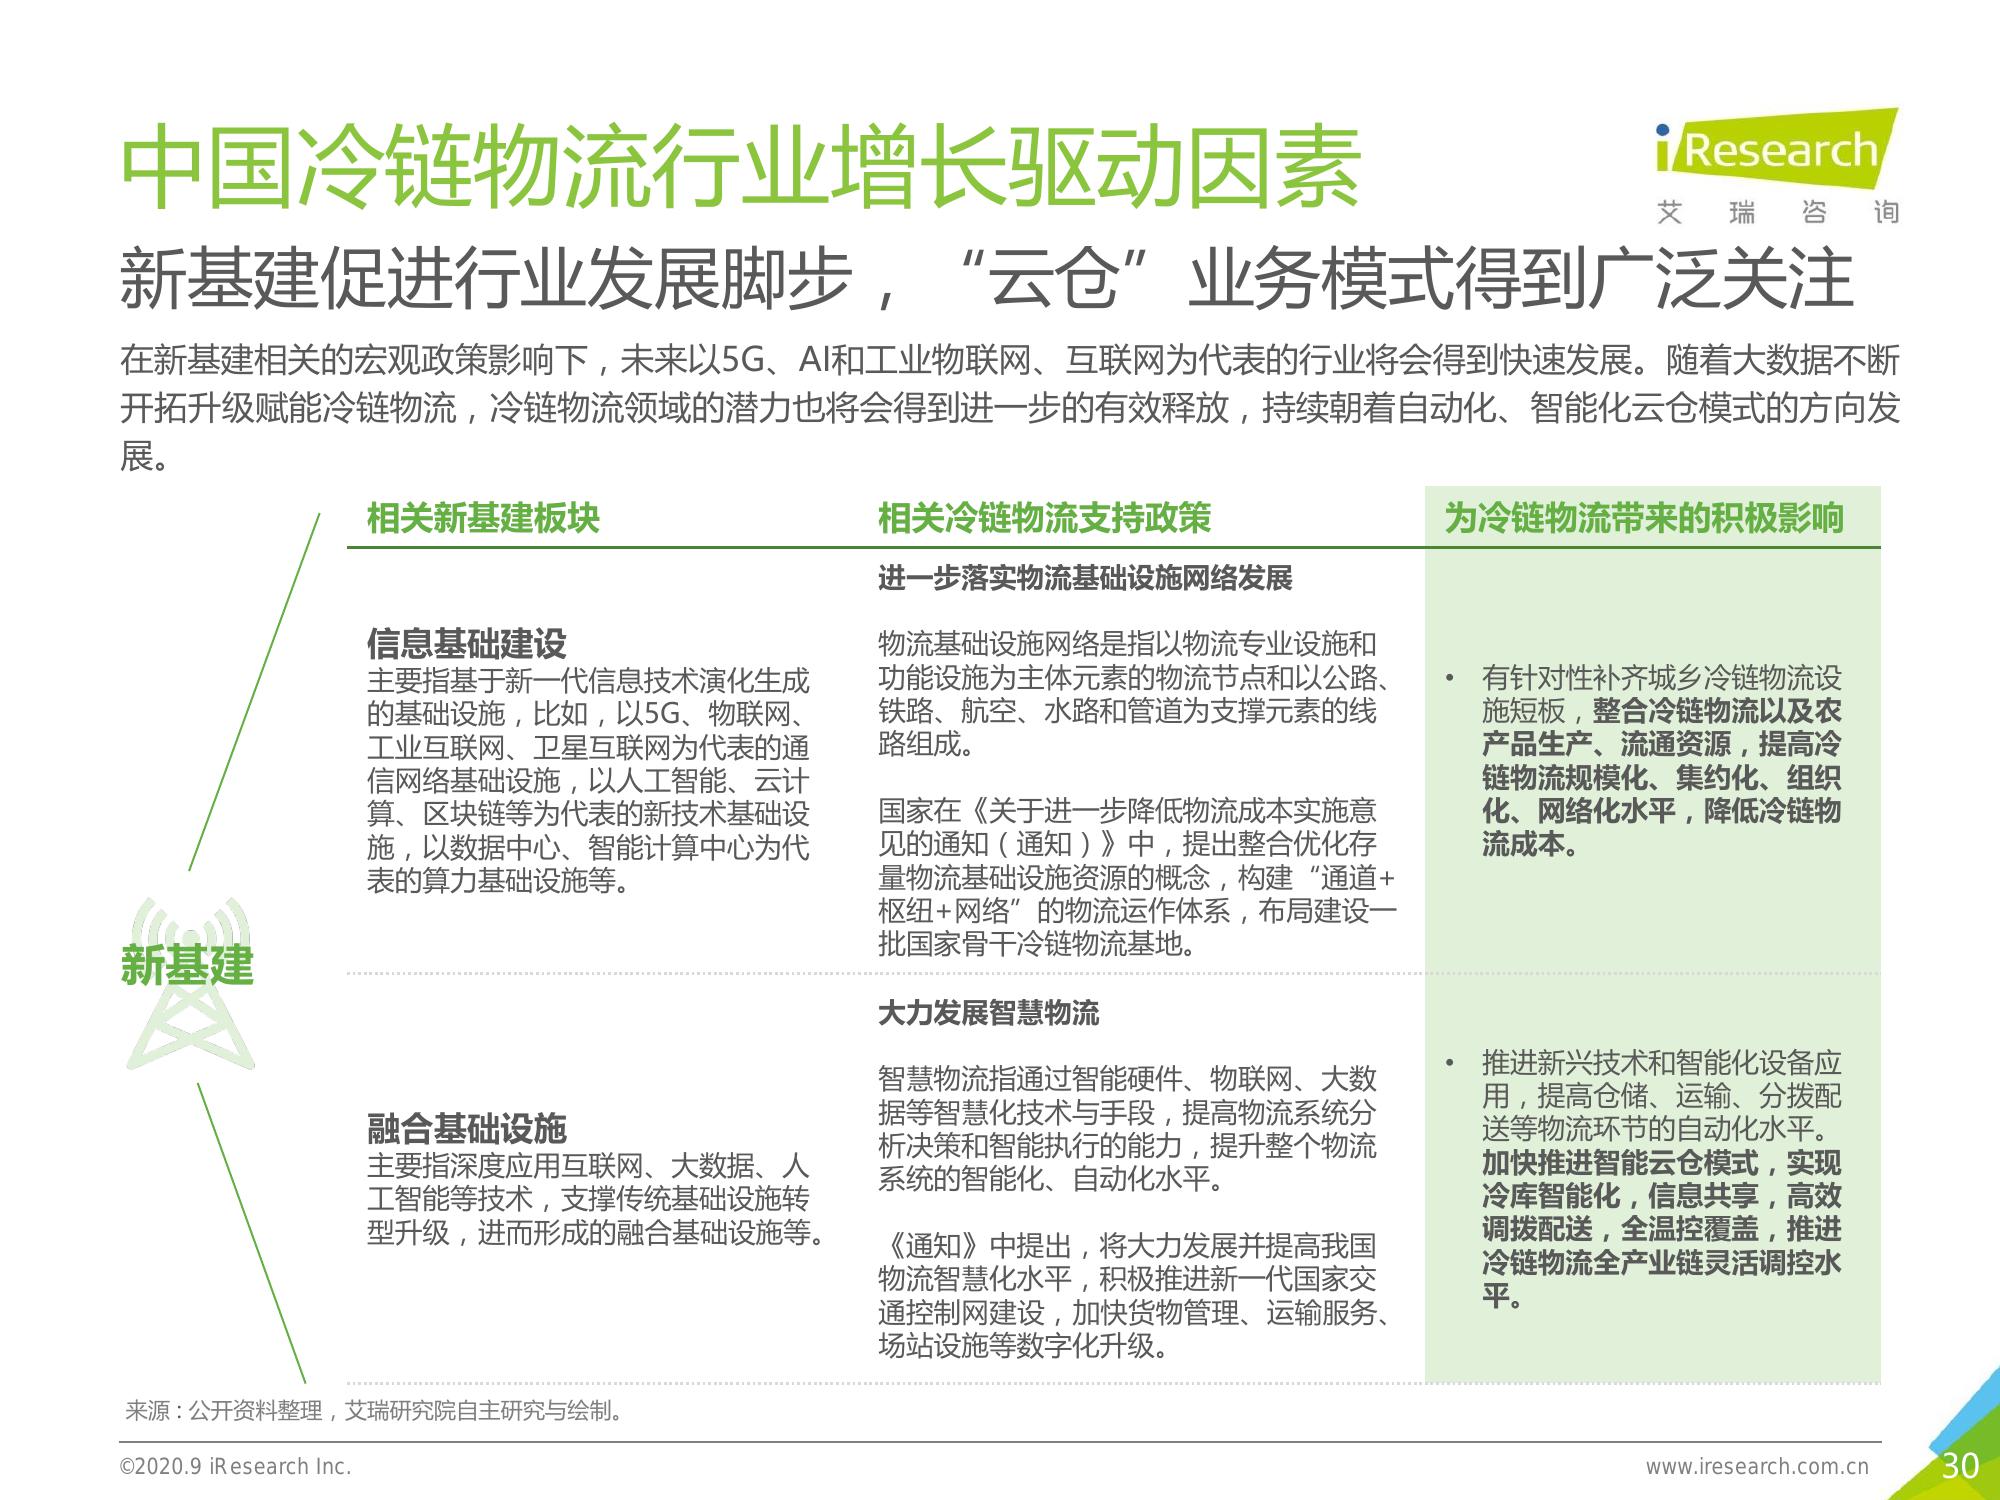 中国冷链物流行业增长驱动因素
iResearch
艾瑞咨询
新基建促进行业发展脚步，“云仓”业务模式得到广泛关注
在新基建相关的宏观政策影响下，未来以5G、AI和工业物联网、互联网为代表的行业将会得到快速发展。随着大数据不断
开拓升级赋能冷链物流，冷链物流领域的潜力也将会得到进一步的有效释放，持续朝着自动化、智能化云仓模式的方向发
展。
新基建
相关新基建板块
相关冷链物流支持政策
为冷链物流带来的积极影响
信息基础建设
主要指基于新一代信息技术演化生成
的基础设施，比如，以5G、物联网、
工业互联网、卫星互联网为代表的通
信网络基础设施，以人工智能、云计
算、区块链等为代表的新技术基础设
施，以数据中心、智能计算中心为代
表的算力基础设施等。
进一步落实物流基础设施网络发展
物流基础设施网络是指以物流专业设施和
功能设施为主体元素的物流节点和以公路、
铁路、航空、水路和管道为支撑元素的线
路组成。
国家在《关于进一步降低物流成本实施意
见的通知（通知）》中，提出整合优化存
量物流基础设施资源的概念，构建“通道+
枢纽+网络”的物流运作体系，布局建设一
批国家骨干冷链物流基地。
• 有针对性补齐城乡冷链物流设
施短板，整合冷链物流以及农
产品生产、流通资源，提高冷
链物流规模化、集约化、组织
化、网络化水平，降低冷链物
流成本。
融合基础设施
主要指深度应用互联网、大数据、人
工智能等技术，支撑传统基础设施转
型升级，进而形成的融合基础设施等。
大力发展智慧物流
智慧物流指通过智能硬件、物联网、大数
据等智慧化技术与手段，提高物流系统分
析决策和智能执行的能力，提升整个物流
系统的智能化、自动化水平。
《通知》中提出，将大力发展并提高我国
物流智慧化水平，积极推进新一代国家交
通控制网建设，加快货物管理、运输服务、
场站设施等数字化升级。
• 推进新兴技术和智能化设备应
用，提高仓储、运输、分拨配
送等物流环节的自动化水平。
加快推进智能云仓模式，实现
冷库智能化，信息共享，高效
调拨配送，全温控覆盖，推进
冷链物流全产业链灵活调控水
平。
来源：公开资料整理，艾瑞研究院自主研究与绘制。
©2020.9 iResearch Inc.
www.iresearch.com.cn
30